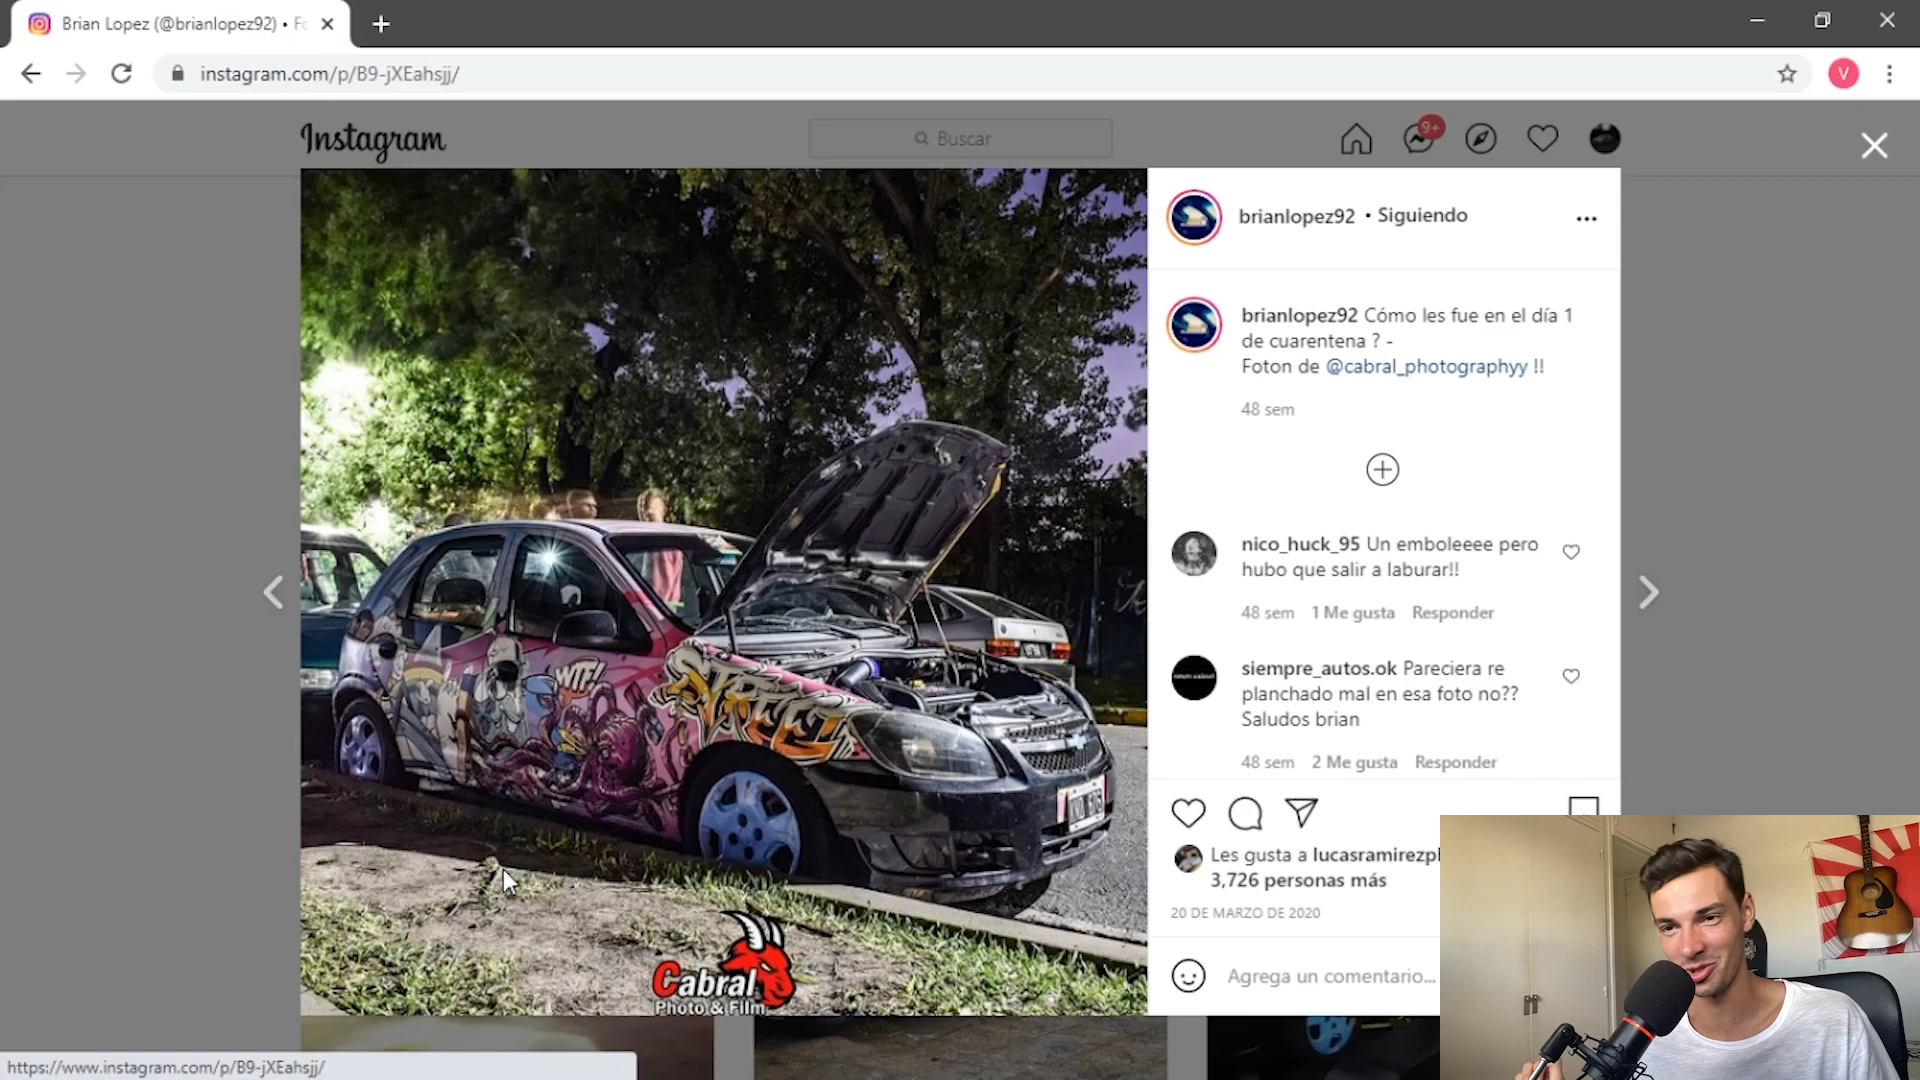 Brian Lopez (@brianlopez92) • Fo
instagram.com/p/B9-jXEahsjj/
V
Instagram
Buscar
9+
brianlopez92 • Siguiendo
brianlopez92 Cómo les fue en el día 1
de cuarentena ? -
Foton de @cabral_photographyy !!
48 sem
nico_huck_95 Un emboleeee pero
hubo que salir a laburar!!
48 sem 1 Me gusta Responder
siempre_autos.ok Pareciera re
planchado mal en esa foto no??
Saludos brian
48 sem 2 Me gusta Responder
WTF!
STREET
Les gusta a lucasramirezpl
3,726 personas más
20 DE MARZO DE 2020
Agrega un comentario...
Cabral
Photo & Film
https://www.instagram.com/p/B9-jXEahsjj/